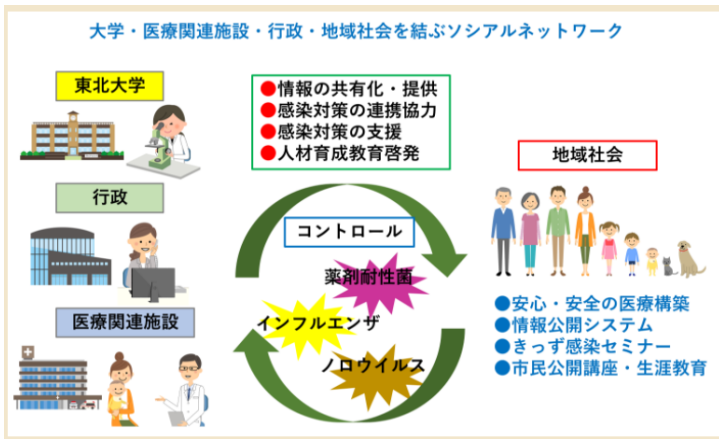 大学・医療関連施設・行政・地域社会を結ぶソシアルネットワーク
東北大学
●情報の共有化・提供
●感染対策の連携協力
●感染対策の支援
●人材育成教育啓発
地域社会
行政
コントロール
薬剤耐性菌
インフルエンザ
ノロウイルス
医療関連施設
●安心・安全の医療構築
●情報公開システム
●きっず感染セミナー
●市民公開講座・生涯教育